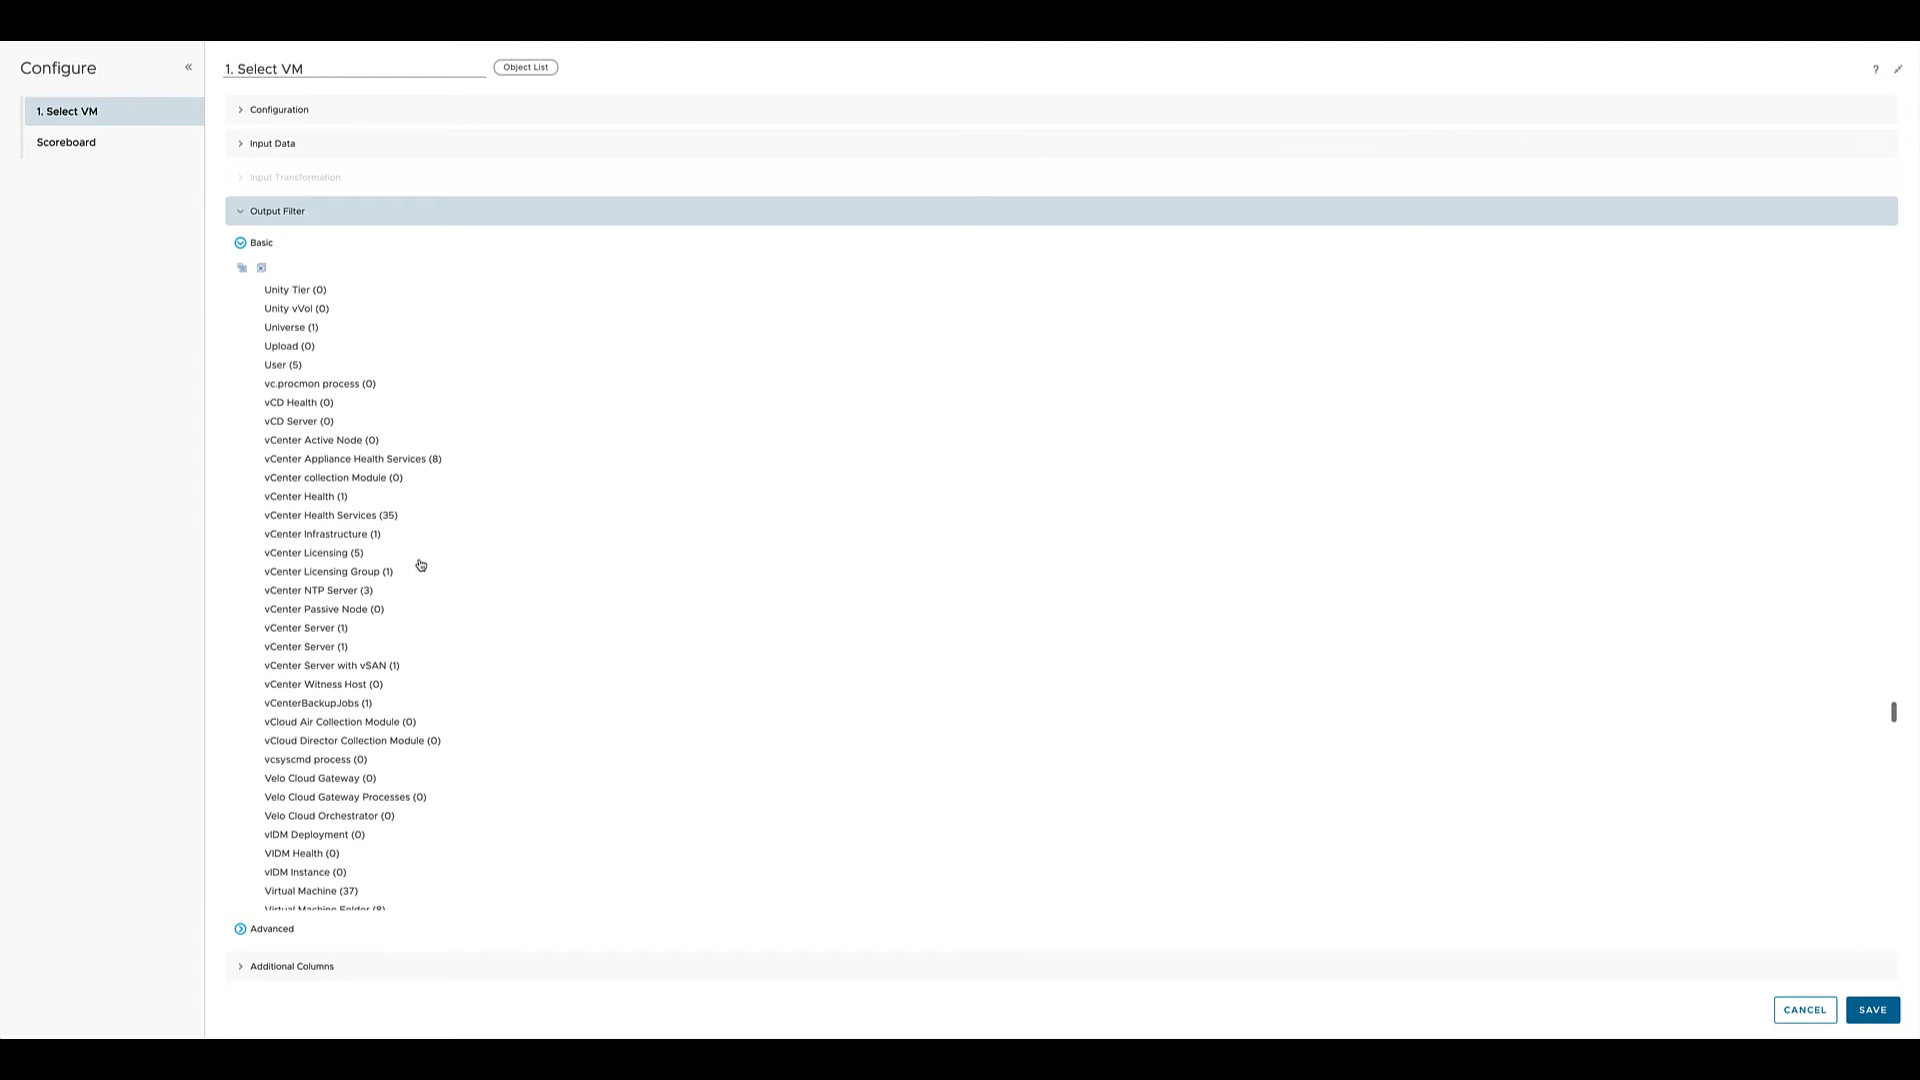 Configure
«
1. Select VM
Scoreboard
1. Select VM
Object List
?
Configuration
Input Data
Input Transformation
Output Filter
Basic
Unity Tier (0)
Unity vVol (0)
Universe (1)
Upload (0)
User (5)
vc.procmon process (0)
vCD Health (0)
vCD Server (0)
vCenter Active Node (0)
vCenter Appliance Health Services (8)
vCenter collection Module (0)
vCenter Health (1)
vCenter Health Services (35)
vCenter Infrastructure (1)
vCenter Licensing (5)
vCenter Licensing Group (1)
vCenter NTP Server (3)
vCenter Passive Node (0)
vCenter Server (1)
vCenter Server (1)
vCenter Server with vSAN (1)
vCenter Witness Host (0)
vCenterBackupJobs (1)
vCloud Air Collection Module (0)
vCloud Director Collection Module (0)
vcsyscmd process (0)
Velo Cloud Gateway (0)
Velo Cloud Gateway Processes (0)
Velo Cloud Orchestrator (0)
vIDM Deployment (0)
VIDM Health (0)
vIDM Instance (0)
Virtual Machine (37)
Virtual Machine Folder
Advanced
Additional Columns
CANCEL
SAVE